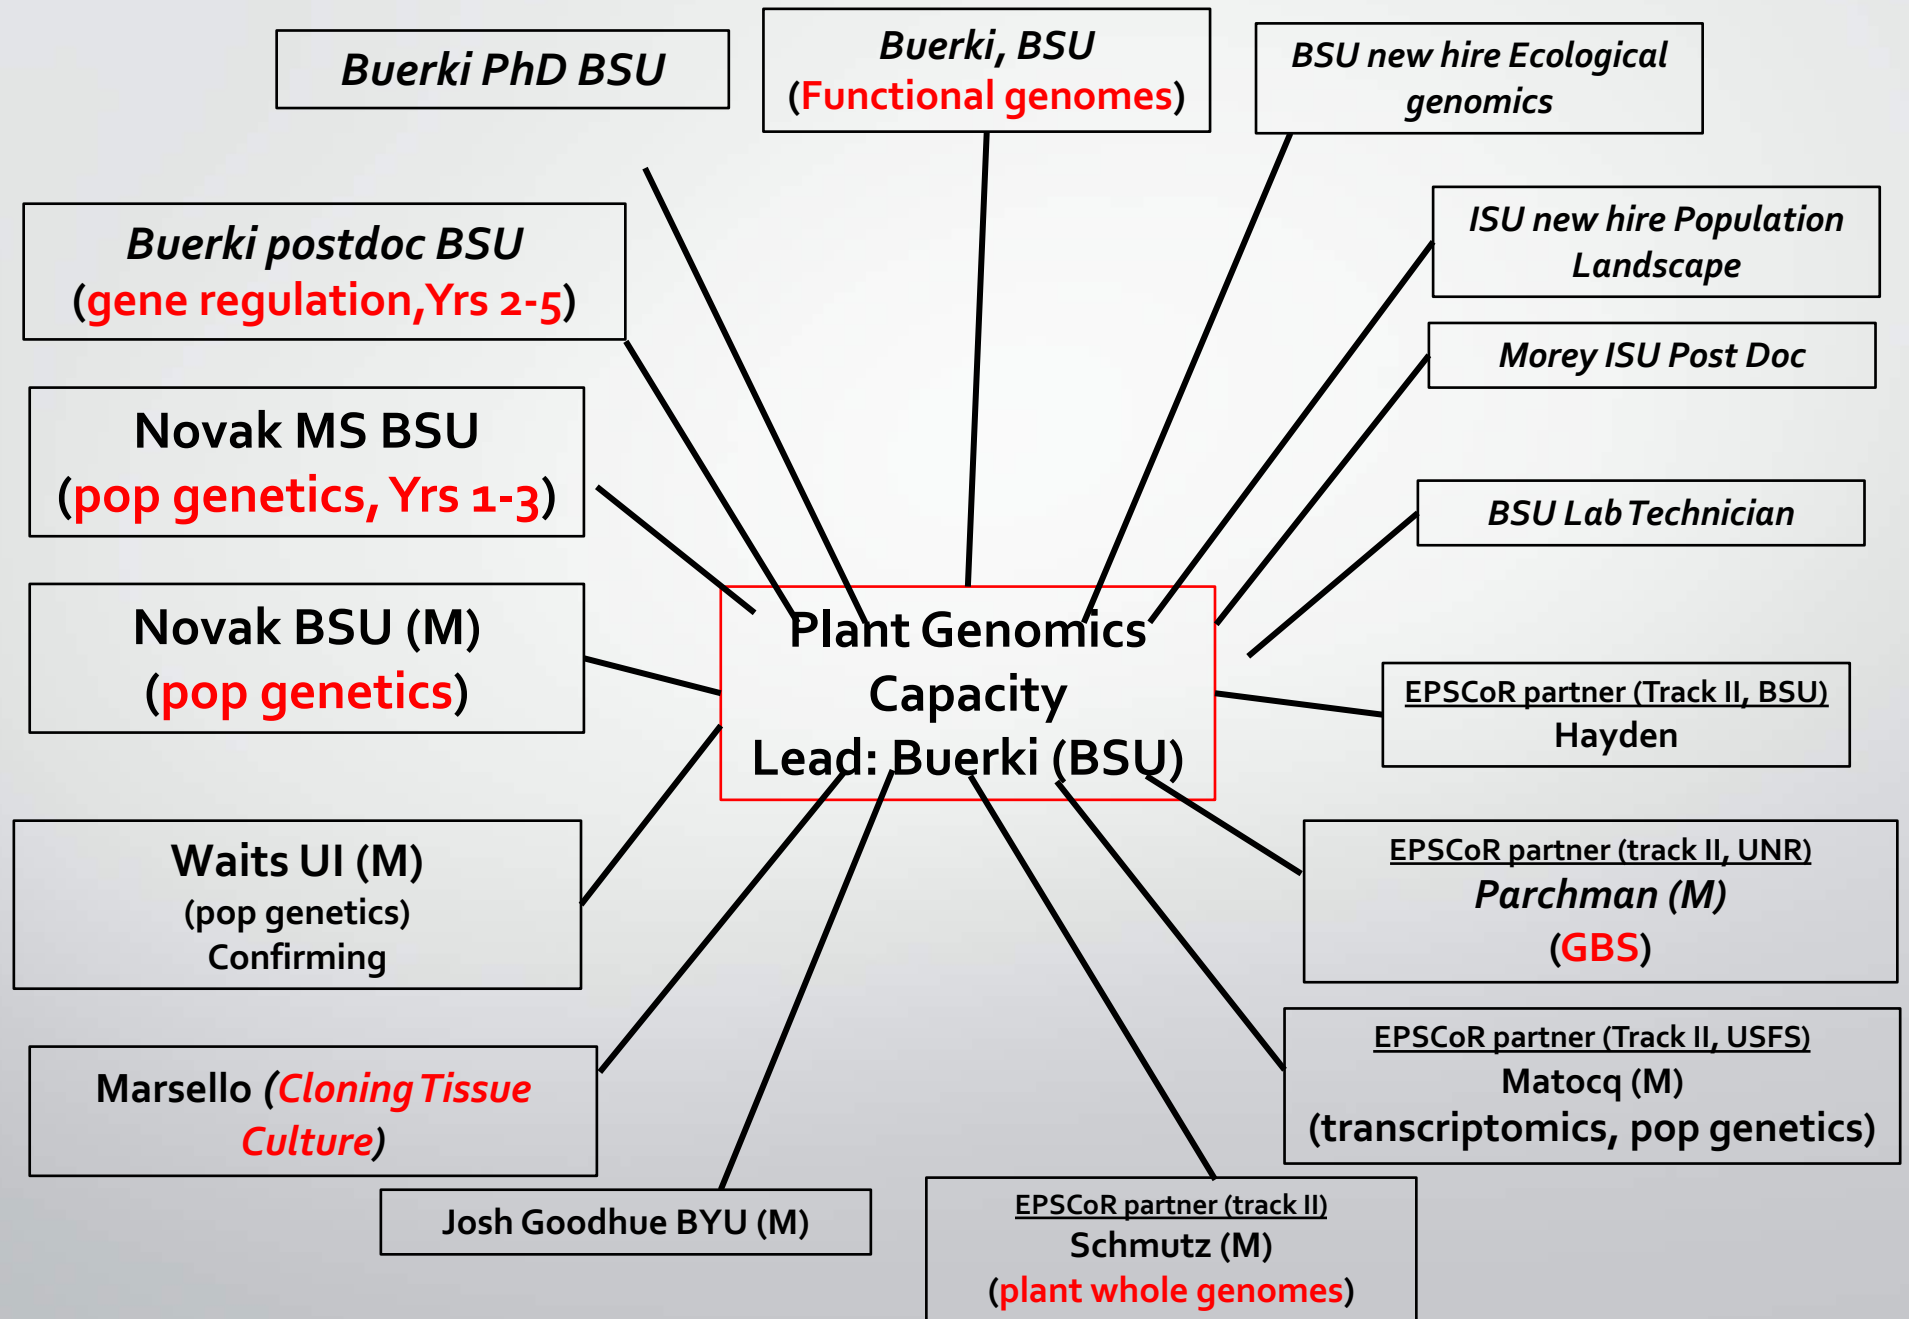 Buerki PhD BSU
Buerki, BSU
(Functional genomes)
BSU new hire Ecological
genomics
Buerki postdoc BSU
(gene regulation, Yrs 2-5)
ISU new hire Population
Landscape
Morey ISU Post Doc
Novak MS BSU
(pop genetics, Yrs 1-3)
BSU Lab Technician
Novak BSU (M)
(pop genetics)
Plant Genomics
Capacity
Lead: Buerki (BSU)
EPSCoR partner (Track II, BSU)
Hayden
Waits UI (M)
(pop genetics)
Confirming
EPSCoR partner (track II, UNR)
Parchman (M)
(GBS)
Marsello (Cloning Tissue
Culture)
EPSCoR partner (Track II, USFS)
Matocq (M)
(transcriptomics, pop genetics)
Josh Goodhue BYU (M)
EPSCoR partner (track II)
Schmutz (M)
(plant whole genomes)